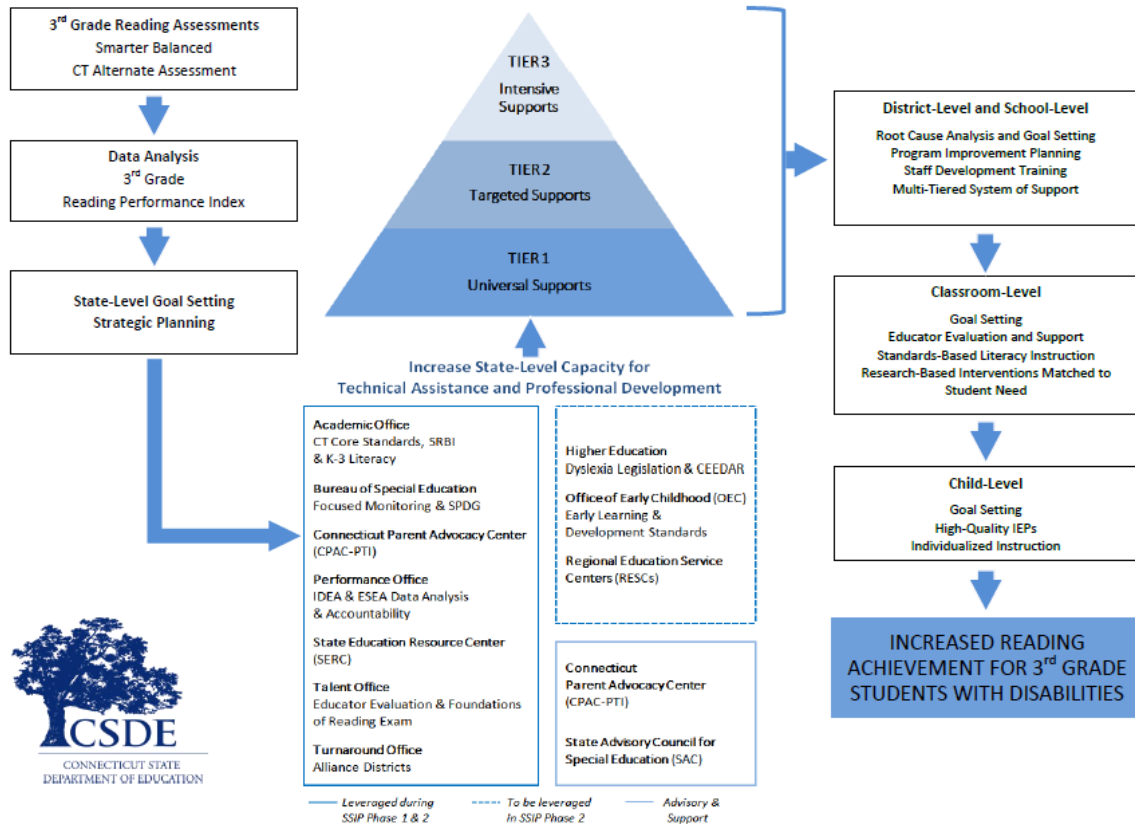 3rd Grade Reading Assessments
Smarter Balanced
CT Alternate Assessment
Data Analysis
3rd Grade
Reading Performance Index
State-Level Goal Setting
Strategic Planning
TIER 3
Intensive
Supports
TIER 2
Targeted Supports
TIER 1
Universal Supports
Increase State-Level Capacity for
Technical Assistance and Professional Development
Academic Office
CT Core Standards, SRBI
& K-3 Literacy
Bureau of Special Education
Focused Monitoring & SPDG
Connecticut Parent Advocacy Center
(CPAC-PTI)
Performance Office
IDEA & ESEA Data Analysis
& Accountability
State Education Resource Center
(SERC)
Talent Office
Educator Evaluation & Foundations
of Reading Exam
Turnaround Office
Alliance Districts
Higher Education
Dyslexia Legislation & CEEDAR
Office of Early Childhood (OEC)
Early Learning &
Development Standards
Regional Education Service
Centers (RESCs)
Connecticut
Parent Advocacy Center
(CPAC-PTI)
State Advisory Council for
Special Education (SAC)
Leveraged during
SSIP Phase 1 & 2
To be leveraged
in SSIP Phase 2
Advisory &
Support
District-Level and School-Level
Root Cause Analysis and Goal Setting
Program Improvement Planning
Staff Development Training
Multi-Tiered System of Support
Classroom-Level
Goal Setting
Educator Evaluation and Support
Standards-Based Literacy Instruction
Research-Based Interventions Matched to
Student Need
Child-Level
Goal Setting
High-Quality IEPs
Individualized Instruction
INCREASED READING
ACHIEVEMENT FOR 3rd GRADE
STUDENTS WITH DISABILITIES
CSDE
CONNECTICUT STATE
DEPARTMENT OF EDUCATION